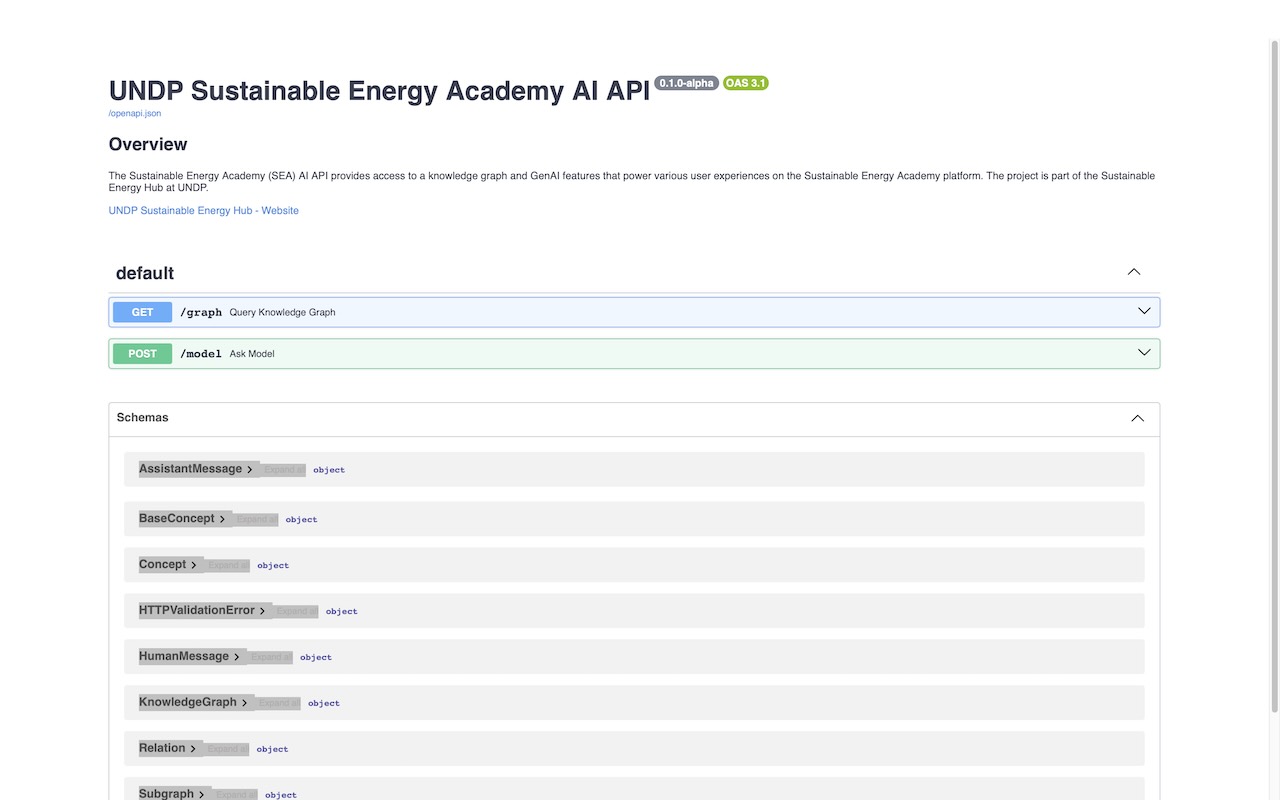 UNDP Sustainable Energy Academy AI API 0.1.0-alpha OAS 3.1
/openapi.json
Overview
The Sustainable Energy Academy (SEA) AI API provides access to a knowledge graph and GenAI features that power various user experiences on the Sustainable Energy Academy platform. The project is part of the Sustainable
Energy Hub at UNDP.
UNDP Sustainable Energy Hub - Website
default
GET /graph Query Knowledge Graph
POST /model Ask Model
Schemas
AssistantMessage Expand all object
BaseConcept Expand all object
Concept Expand all object
HTTPValidationError Expand all object
HumanMessage Expand all object
KnowledgeGraph Expand all object
Relation Expand all object
Subgraph Expand all object